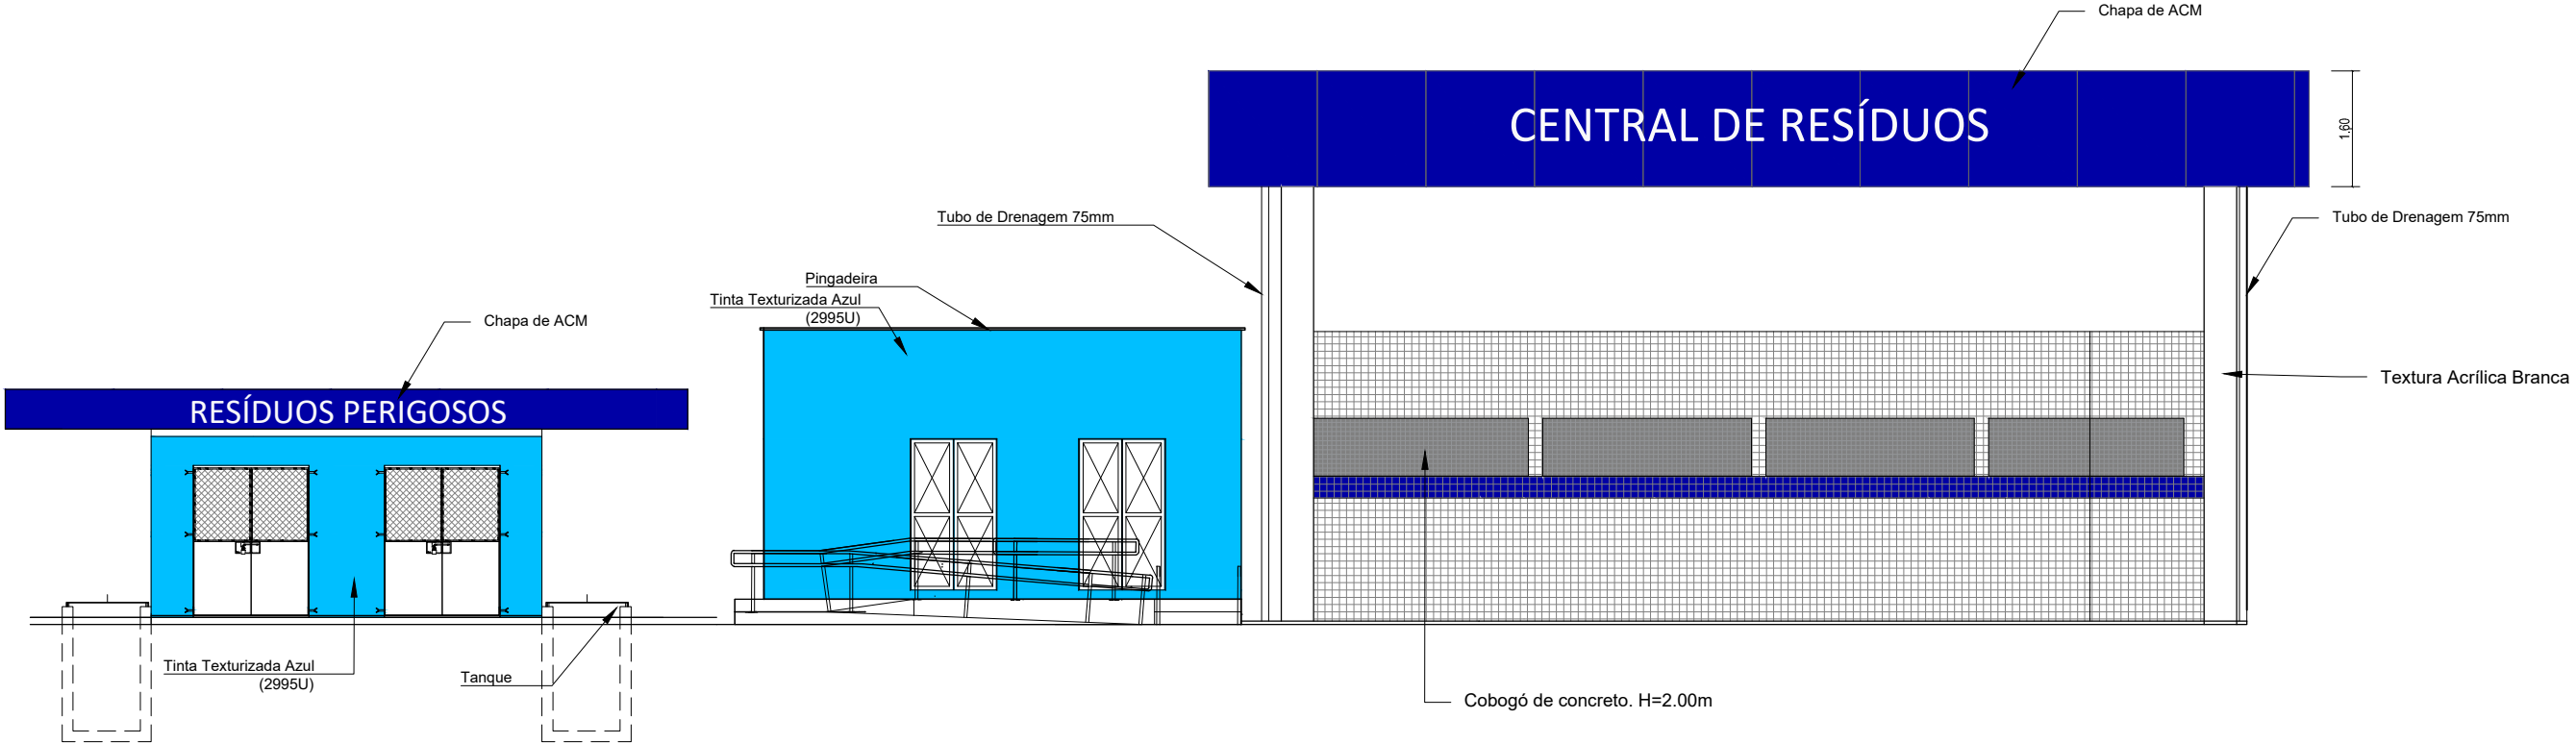 Chapa de ACM
CENTRAL DE RESÍDUOS
1.60
Tubo de Drenagem 75mm
Tubo de Drenagem 75mm
Pingadeira
Tinta Texturizada Azul
(2995U)
Chapa de ACM
RESÍDUOS PERIGOSOS
Textura Acrílica Branca
Tinta Texturizada Azul
(2995U)
Tanque
Cobogó de concreto. H=2.00m